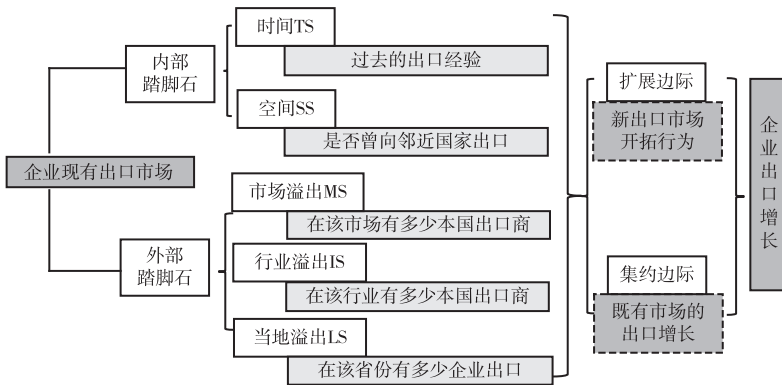 时间TS
过去的出口经验
内部
踏脚石
空间SS
是否曾向邻近国家出口
企业现有出口市场
市场溢出MS
在该市场有多少本国出口商
外部
踏脚石
行业溢出IS
在该行业有多少本国出口商
当地溢出LS
在该省份有多少企业出口
扩展边际
新出口市场
开拓行为
集约边际
既有市场的
出口增长
企业出口增长